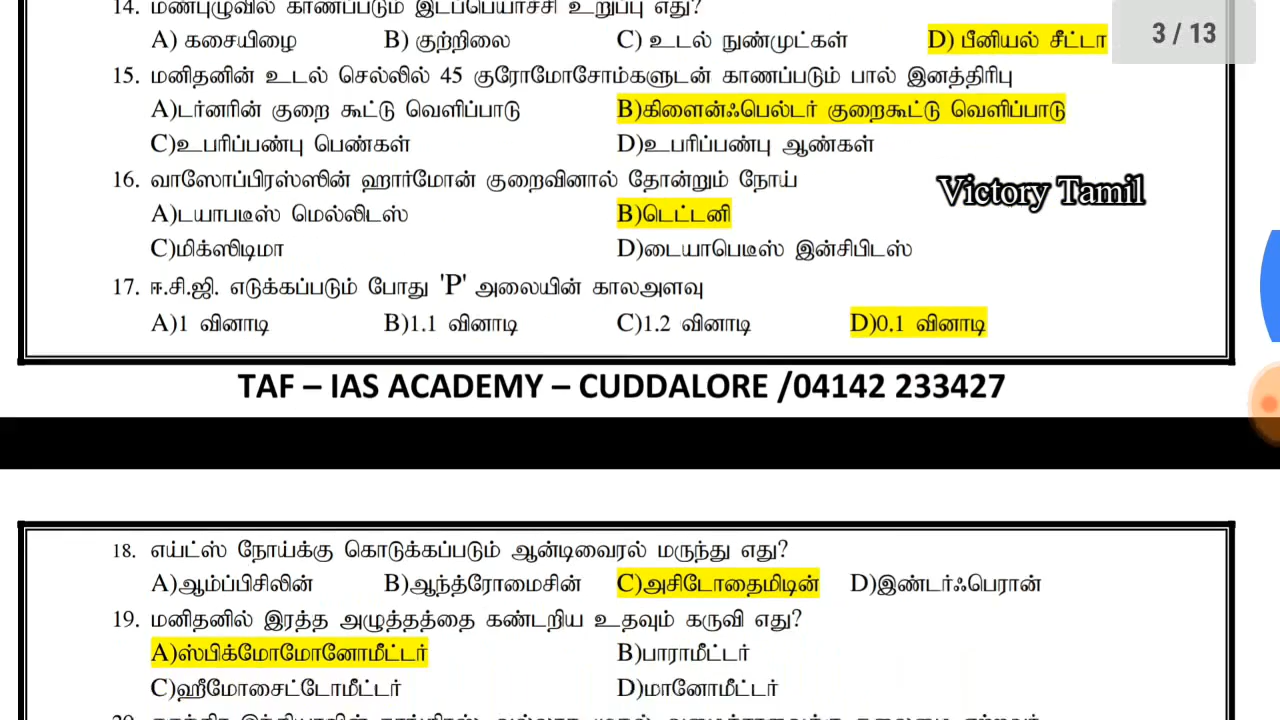 14. மண்புழுவில் காணப்படும் இடப்பெயர்ச்சி உறுப்பு எது?
3 / 13
A) கசையிழை B) குற்றிலை C) உடல் நுண்முட்கள் D) பீனியல் சீட்டா
15. மனிதனின் உடல் செல்லில் 45 குரோமோசோம்களுடன் காணப்படும் பால் இனத்திரிபு
A)டர்னரின் குறை கூட்டு வெளிப்பாடு B)கிளைன்ஃபெல்டர் குறைகூட்டு வெளிப்பாடு
C)உபரிப்பண்பு பெண்கள் D)உபரிப்பண்பு ஆண்கள்
16. வாஸோப்பிரஸ்ஸின் ஹார்மோன் குறைவினால் தோன்றும் நோய்
Victory Tamil
A)டயாபடீஸ் மெல்லிடஸ் B)டெட்டனி
C)மிக்ஸிடிமா D)டையாபெடீஸ் இன்சிபிடஸ்
17. ஈ.சி.ஜி. எடுக்கப்படும் போது 'P' அலையின் காலஅளவு
A)1 வினாடி B)1.1 வினாடி C)1.2 வினாடி D)0.1 வினாடி
TAF – IAS ACADEMY – CUDDALORE /04142 233427
18. எய்ட்ஸ் நோய்க்கு கொடுக்கப்படும் ஆன்டிவைரல் மருந்து எது?
A)ஆம்ப்பிசிலின் B)ஆந்த்ரோமைசின் C)அசிடோதைமிடின் D)இண்டர்ஃபெரான்
19. மனிதனில் இரத்த அழுத்தத்தை கண்டறிய உதவும் கருவி எது?
A)ஸ்பிக்மோமோனோமீட்டர் B)பாராமீட்டர்
C)ஹீமோசைட்டோமீட்டர் D)மானோமீட்டர்